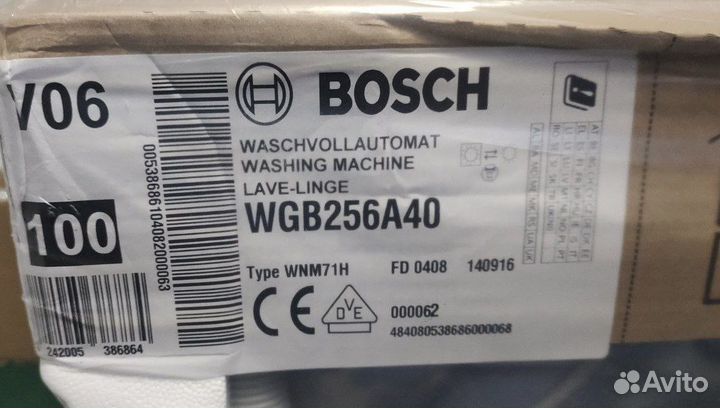 V06
BOSCH
WASCHVOLLAUTOMAT
WASHING MACHINE
LAVE-LINGE
WGB256A40
100
Type WNM71H FD 0408 140916
CE
DVE
000062
484080538686000068
005386861040820000063
242005 386864
Avito